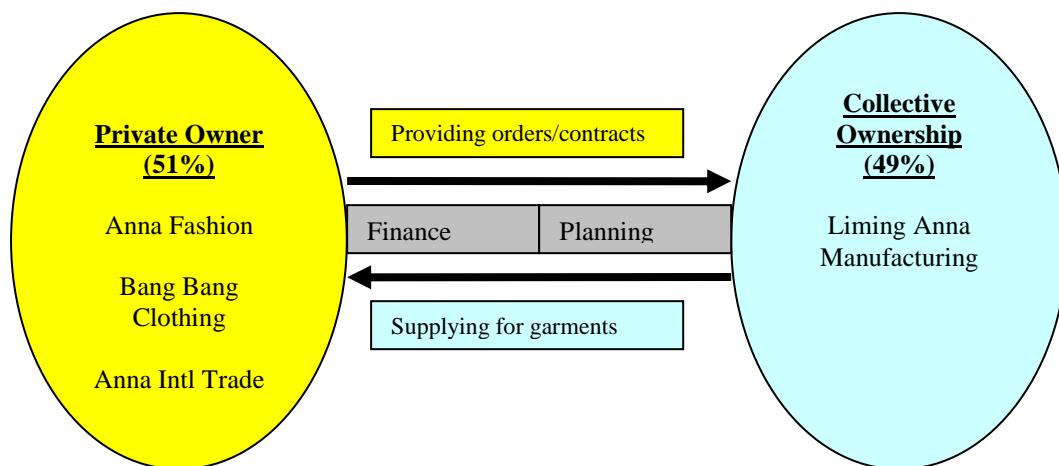 Private Owner
(51%)
Anna Fashion
Bang Bang
Clothing
Anna Intl Trade
Providing orders/contracts
Finance
Planning
Supplying for garments
Collective
Ownership
(49%)
Liming Anna
Manufacturing